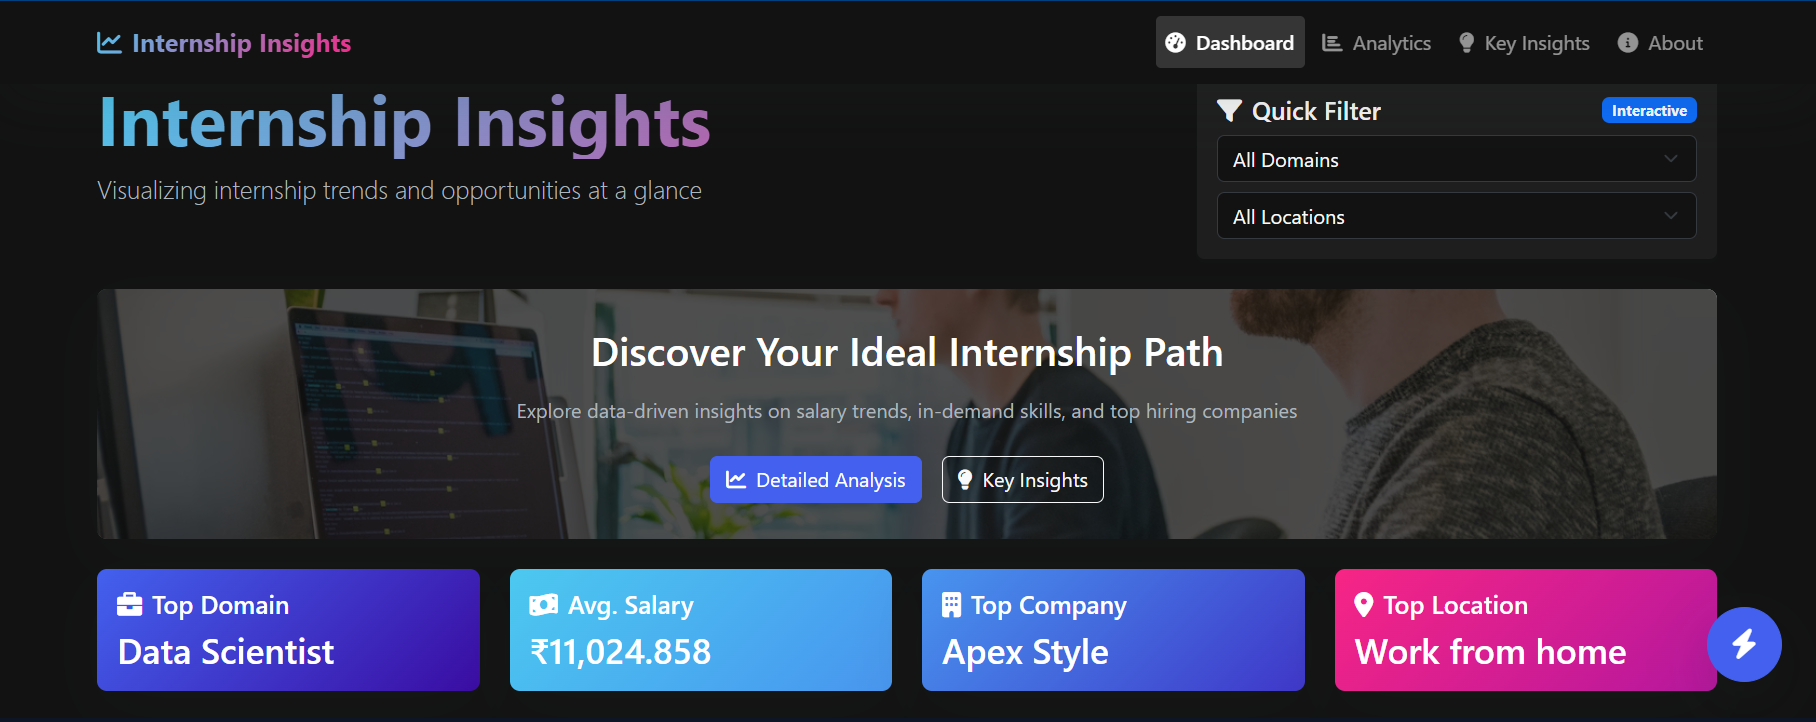 Internship Insights
Dashboard
Analytics
Key Insights
About
Internship Insights
Visualizing internship trends and opportunities at a glance
Quick Filter
Interactive
All Domains
All Locations
Discover Your Ideal Internship Path
Explore data-driven insights on salary trends, in-demand skills, and top hiring companies
Detailed Analysis
Key Insights
Top Domain
Data Scientist
Avg. Salary
₹11,024.858
Top Company
Apex Style
Top Location
Work from home